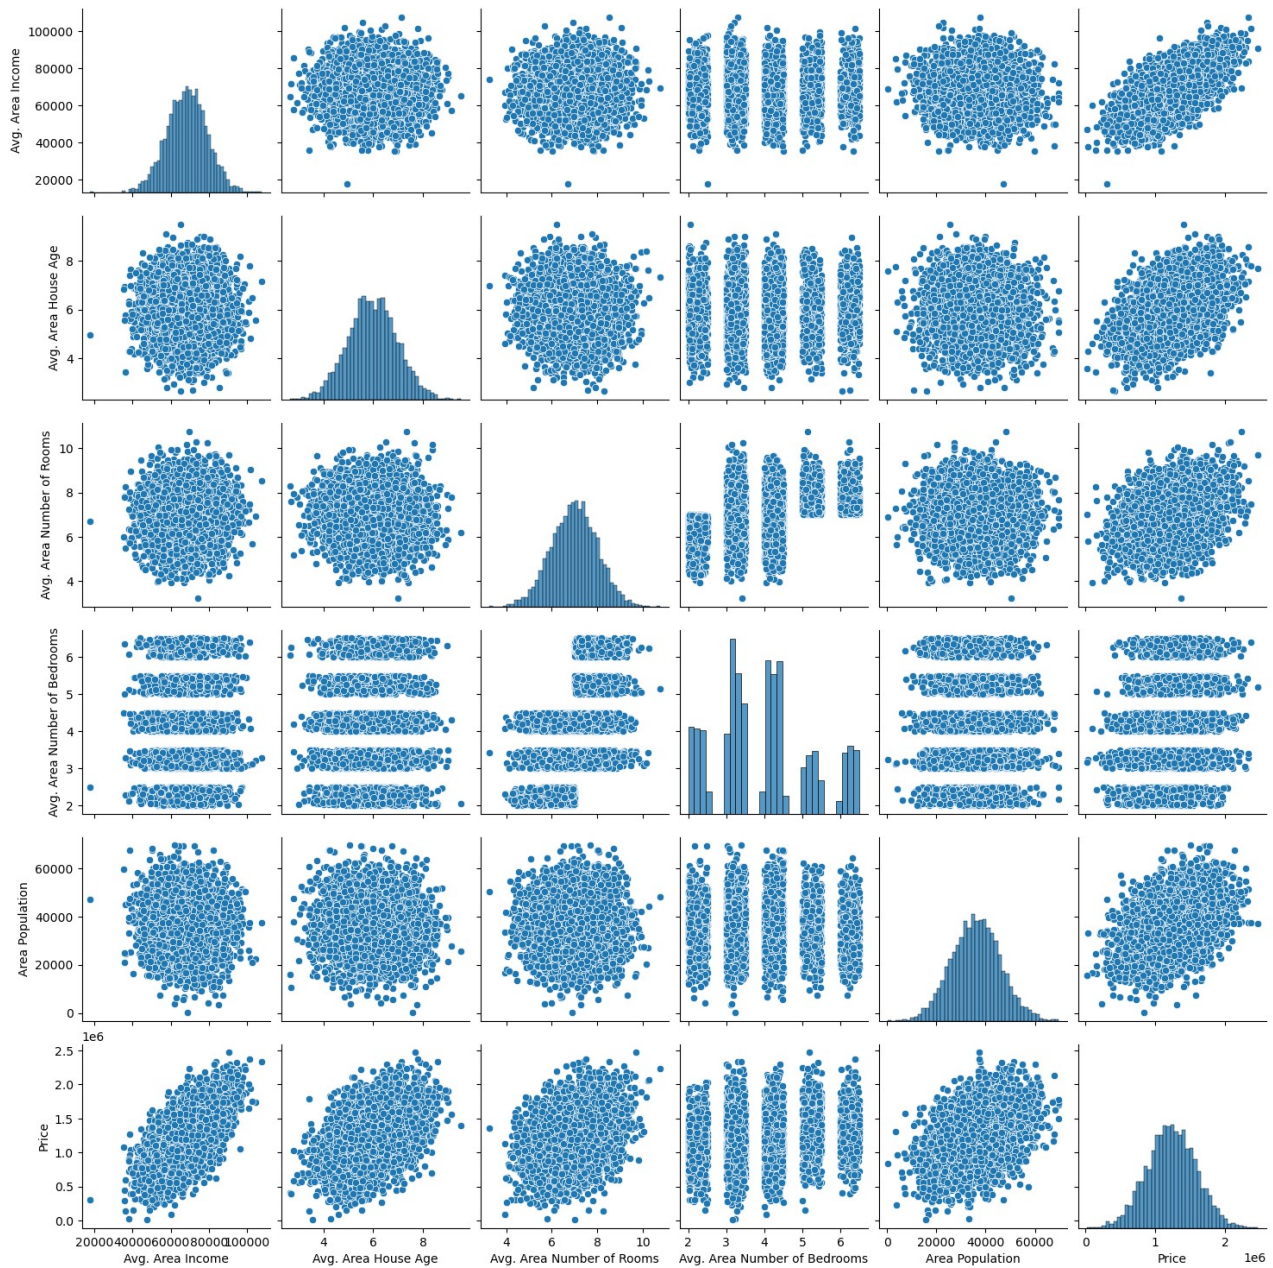 100000
80000
60000
40000
20000
Avg. Area Income
8
6
4
Avg. Area House Age
10
8
6
4
Avg. Area Number of Rooms
6
5
4
3
2
Avg. Area Number of Bedrooms
60000
40000
20000
0
Area Population
1e6
2.5
2.0
1.5
1.0
0.5
0.0
Price
20000 40000 60000 80000 100000
4 6 8
4 6 8 10
2 3 4 5 6
0 20000 40000 60000
0 1 2
1e6
Avg. Area Income
Avg. Area House Age
Avg. Area Number of Rooms
Avg. Area Number of Bedrooms
Area Population
Price